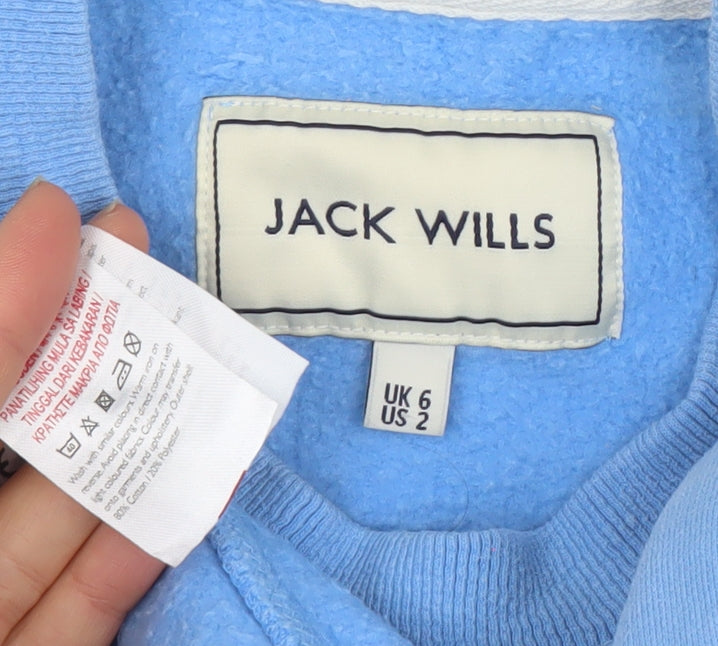 JACK WILLS
UK 6
US 2
PANATILIHING MULA SA LABING /
TINGGAL DARI KEBAKARAN /
ΚΡΑΤΗΣΤΕ ΜΑΚΡΙΑ ΑΠΟ ΦΩΤΙΑ
40
Wash with similar colours. Warm iron on
reverse. Avoid placing in direct contact with
light coloured fabrics. Colour may transfer
onto garments and upholstery. Outer shell:
80% Cotton / 20% Polyester